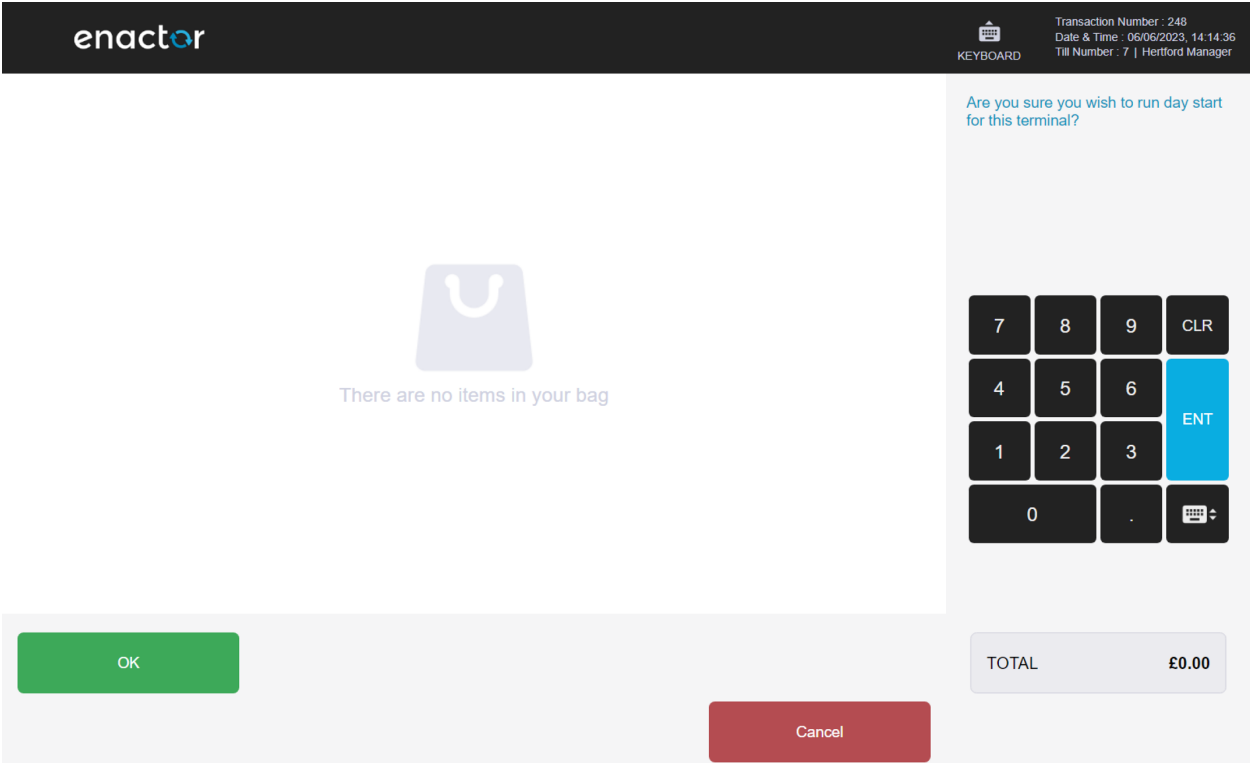 enactor
KEYBOARD
Transaction Number : 248
Date & Time : 06/06/2023, 14:14:36
Till Number : 7 | Hertford Manager
Are you sure you wish to run day start
for this terminal?
There are no items in your bag
7 8 9 CLR
4 5 6
ENT
1 2 3
0 .
OK
TOTAL £0.00
Cancel